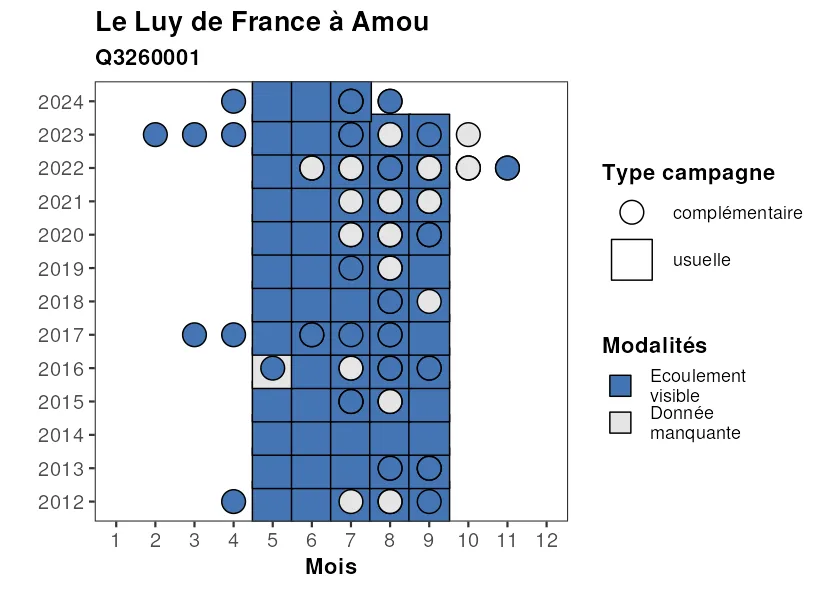 Le Luy de France à Amou
Q3260001
2024
2023
2022
2021
2020
2019
2018
2017
2016
2015
2014
2013
2012
1 2 3 4 5 6 7 8 9 10 11 12
Mois
Type campagne
complémentaire
usuelle
Modalités
Ecoulement
visible
Donnée
manquante